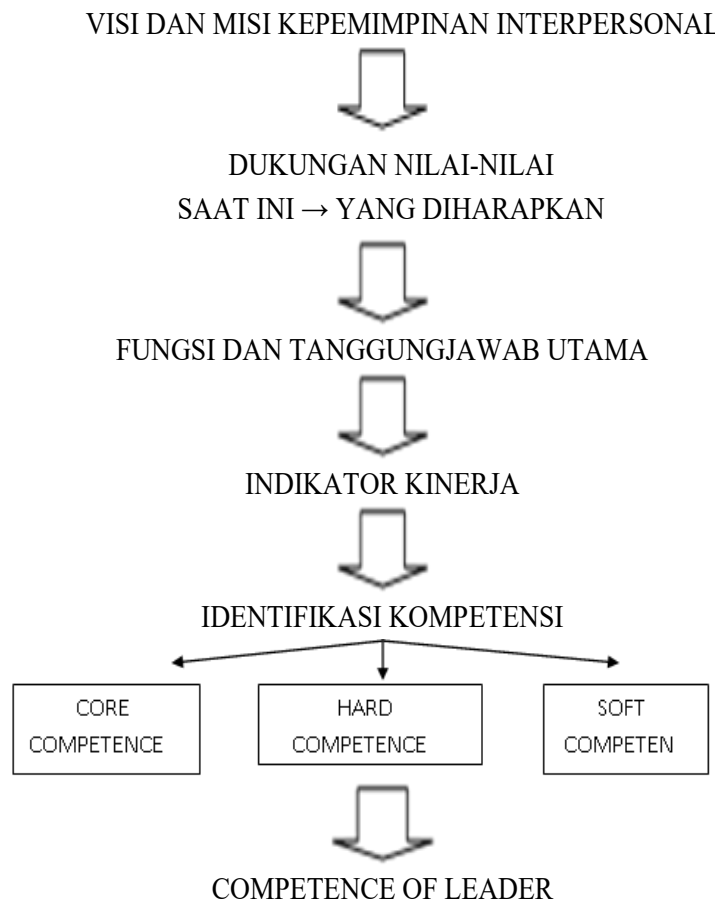 VISI DAN MISI KEPEMIMPINAN INTERPERSONAL
DUKUNGAN NILAI-NILAI
SAAT INI → YANG DIHARAPKAN
FUNGSI DAN TANGGUNGJAWAB UTAMA
INDIKATOR KINERJA
IDENTIFIKASI KOMPETENSI
CORE
COMPETENCE
HARD
COMPETENCE
SOFT
COMPETEN
COMPETENCE OF LEADER